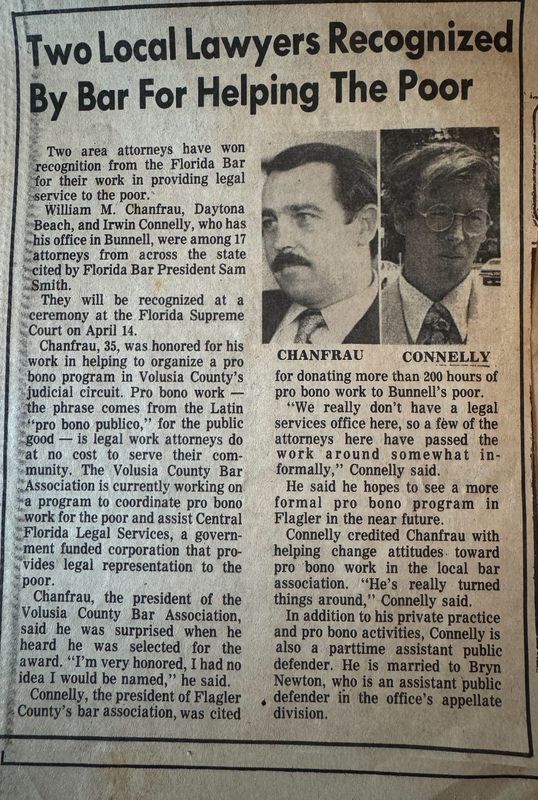 Two Local Lawyers Recognized
By Bar For Helping The Poor
Two area attorneys have won
recognition from the Florida Bar
for their work in providing legal
service to the poor.
William M. Chanfrau, Daytona
Beach, and Irwin Connelly, who has
his office in Bunnell, were among 17
attorneys from across the state
cited by Florida Bar President Sam
Smith.
They will be recognized at a
ceremony at the Florida Supreme
Court on April 14.
Chanfrau, 35, was honored for his
work in helping to organize a pro
bono program in Volusia County's
judicial circuit. Pro bono work —
the phrase comes from the Latin
"pro bono publico," for the public
good — is legal work attorneys do
at no cost to serve their com-
munity. The Volusia County Bar
Association is currently working on
a program to coordinate pro bono
work for the poor and assist Central
Florida Legal Services, a govern-
ment funded corporation that pro-
vides legal representation to the
poor.
Chanfrau, the president of the
Volusia County Bar Association,
said he was surprised when he
heard he was selected for the
award. "I'm very honored, I had no
idea I would be named," he said.
Connelly, the president of Flagler
County's bar association, was cited
CHANFRAU CONNELLY
for donating more than 200 hours of
pro bono work to Bunnell's poor.
"We really don't have a legal
services office here, so a few of the
attorneys here have passed the
work around somewhat in-
formally," Connelly said.
He said he hopes to see a more
formal pro bono program in
Flagler in the near future.
Connelly credited Chanfrau with
helping change attitudes toward
pro bono work in the local bar
association. "He's really turned
things around," Connelly said.
In addition to his private practice
and pro bono activities, Connelly is
also a parttime assistant public
defender. He is married to Bryn
Newton, who is an assistant public
defender in the office's appellate
division.